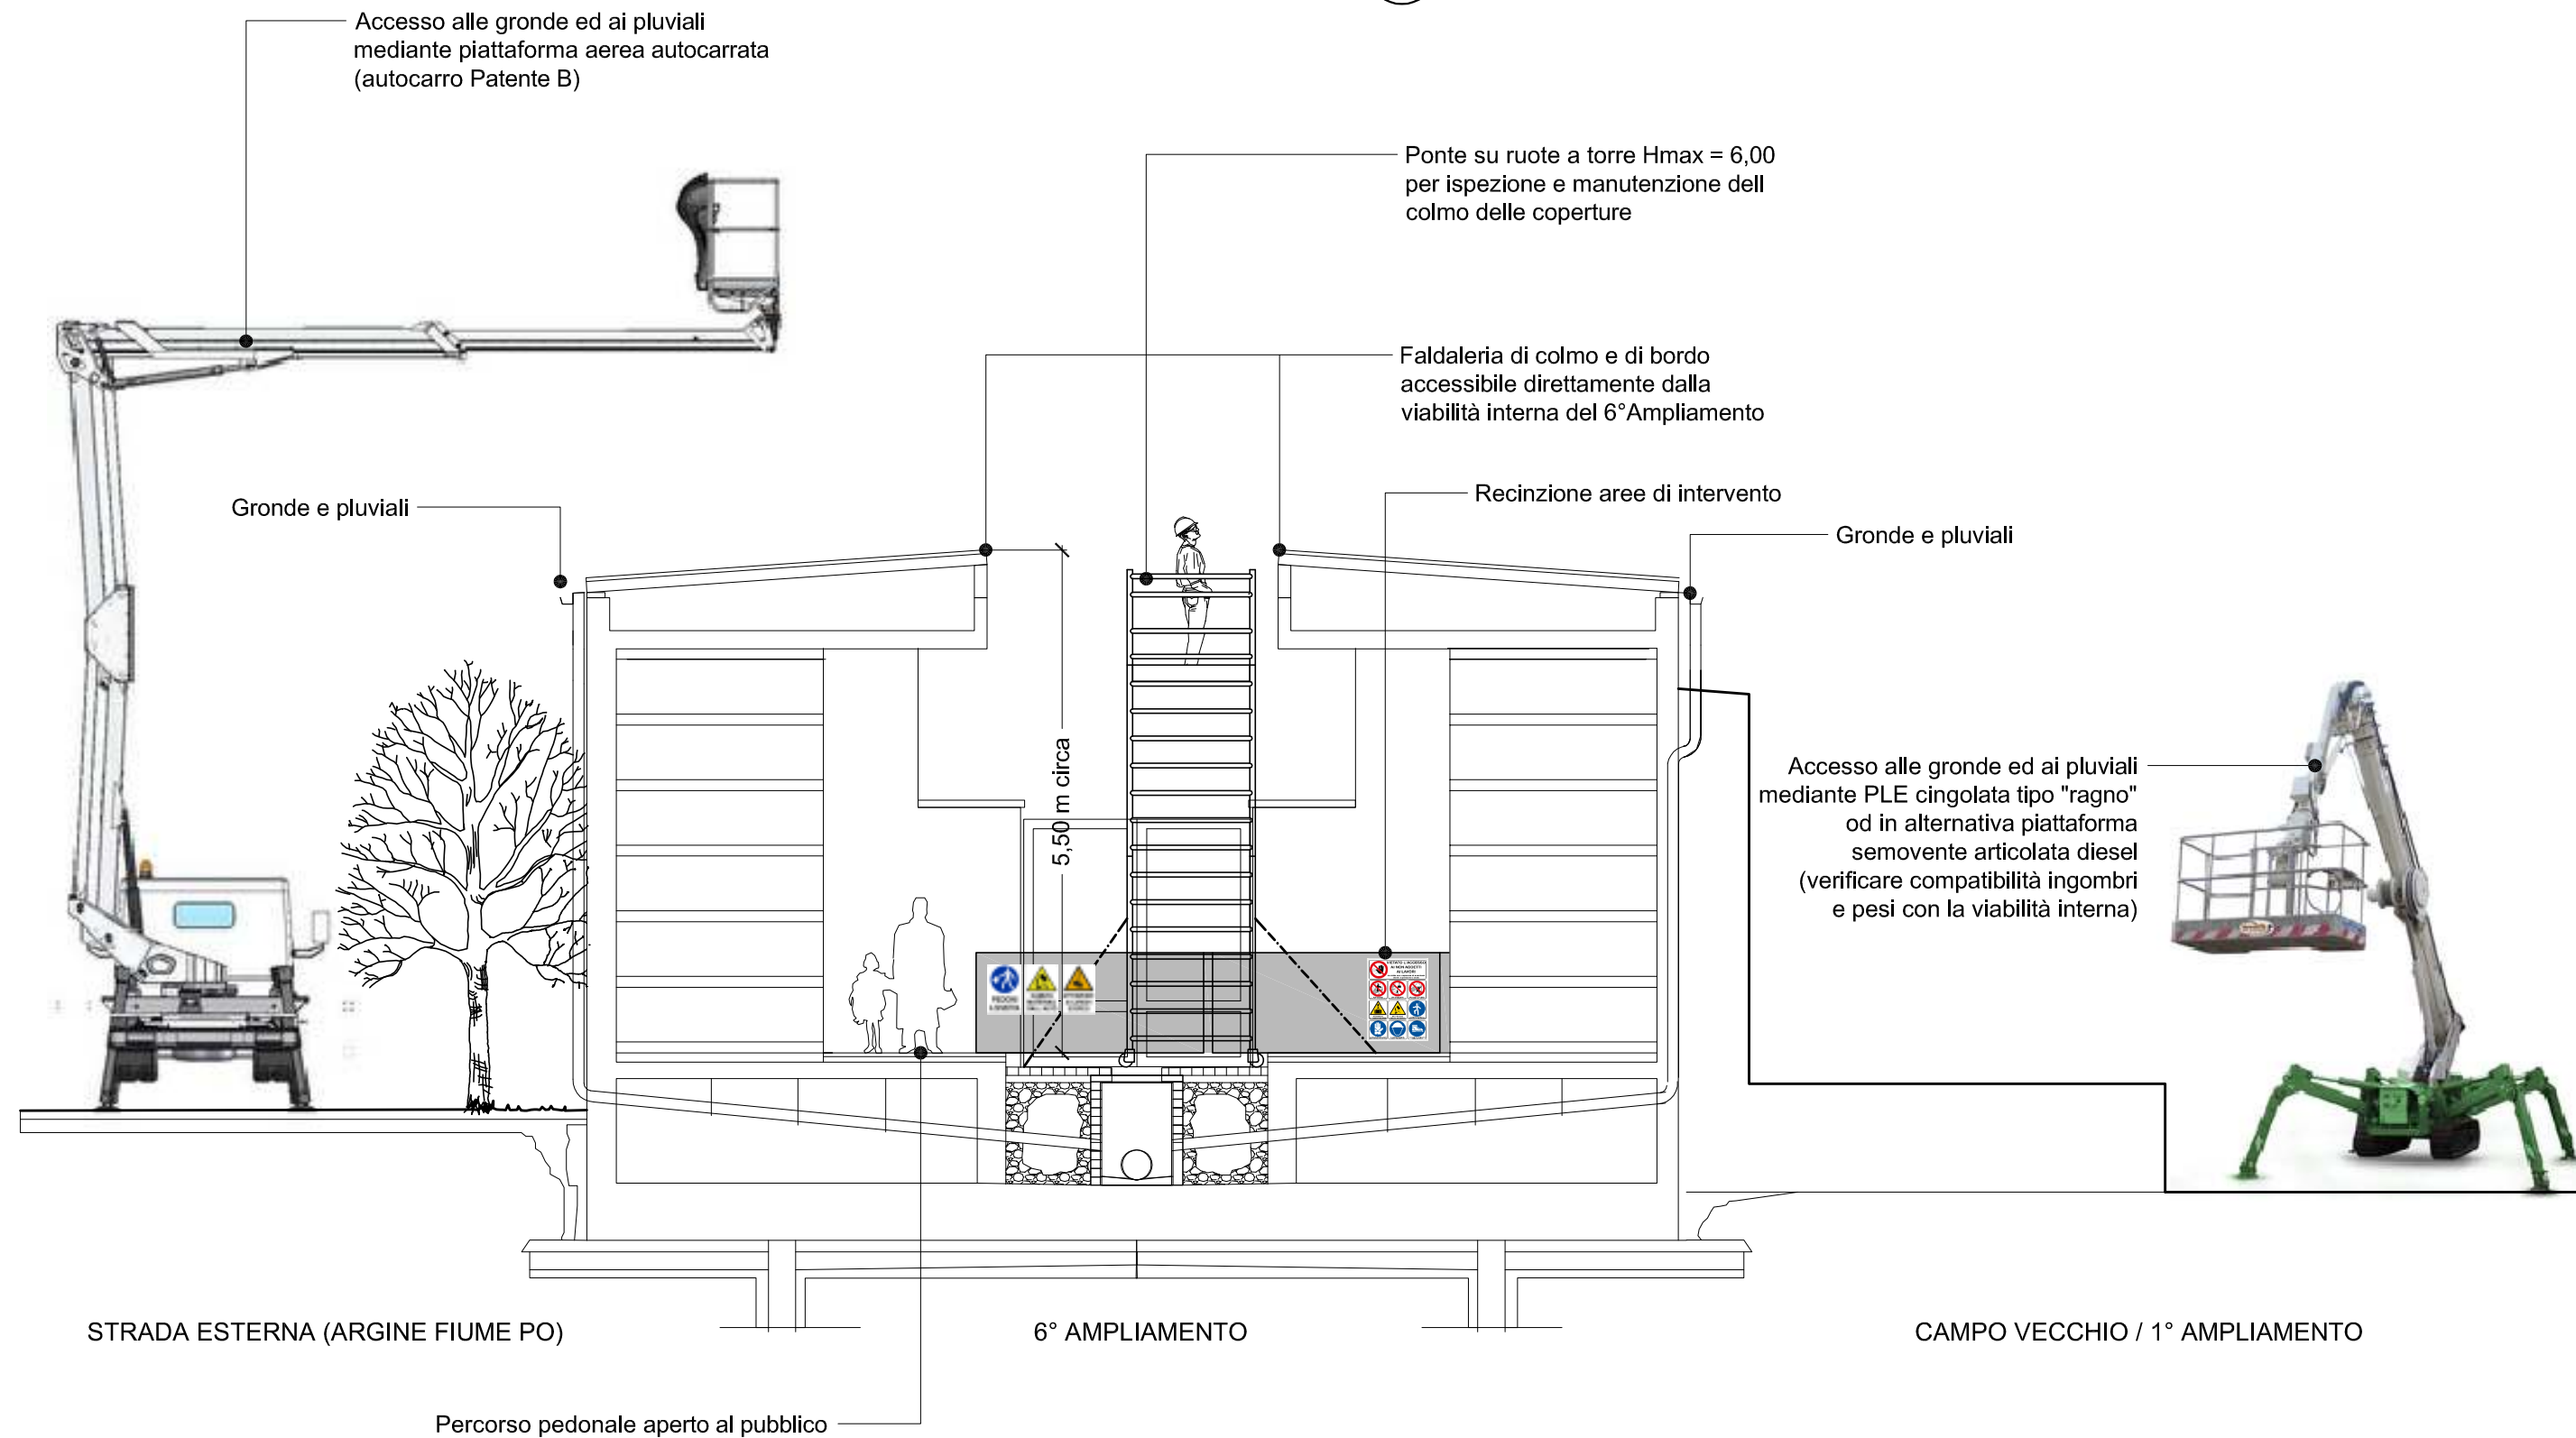 Accesso alle gronde ed ai pluviali
mediante piattaforma aerea autocarrata
(autocarro Patente B)
Ponte su ruote a torre Hmax = 6,00
per ispezione e manutenzione dell
colmo delle coperture
Faldaleria di colmo e di bordo
accessibile direttamente dalla
viabilità interna del 6°Ampliamento
Recinzione aree di intervento
Gronde e pluviali
Gronde e pluviali
5,50 m circa
Accesso alle gronde ed ai pluviali
mediante PLE cingolata tipo "ragno"
od in alternativa piattaforma
semovente articolata diesel
(verificare compatibilità ingombri
e pesi con la viabilità interna)
STRADA ESTERNA (ARGINE FIUME PO)
6° AMPLIAMENTO
CAMPO VECCHIO / 1° AMPLIAMENTO
Percorso pedonale aperto al pubblico